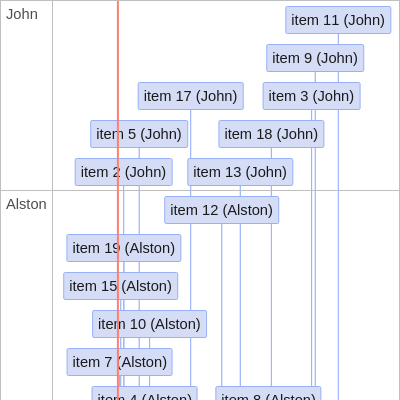 John
item 11 (John)
item 9 (John)
item 17 (John)
item 3 (John)
item 5 (John)
item 18 (John)
item 2 (John)
item 13 (John)
Alston
item 12 (Alston)
item 19 (Alston)
item 15 (Alston)
item 10 (Alston)
item 7 (Alston)
item 4 (Alston)
item 8 (Alston)